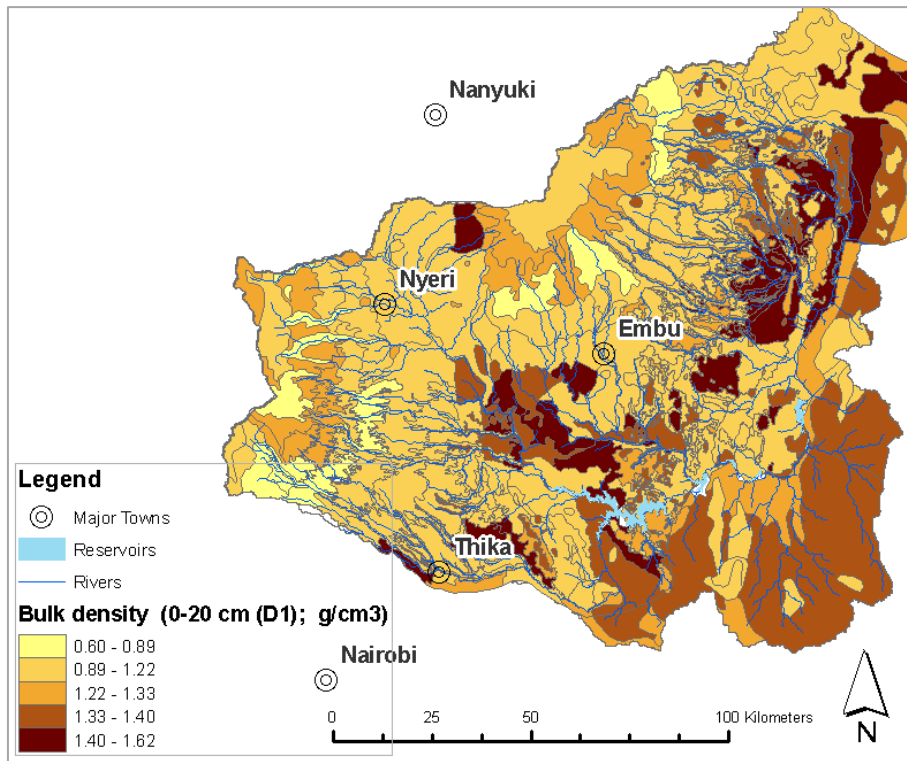 Nanyuki
Nyeri
Embu
Legend
Major Towns
Reservoirs
Rivers
Thika
Bulk density (0-20 cm (D1); g/cm3)
0.60 - 0.89
0.89 - 1.22
1.22 - 1.33
1.33 - 1.40
1.40 - 1.62
Nairobi
0 25 50 100 Kilometers
N